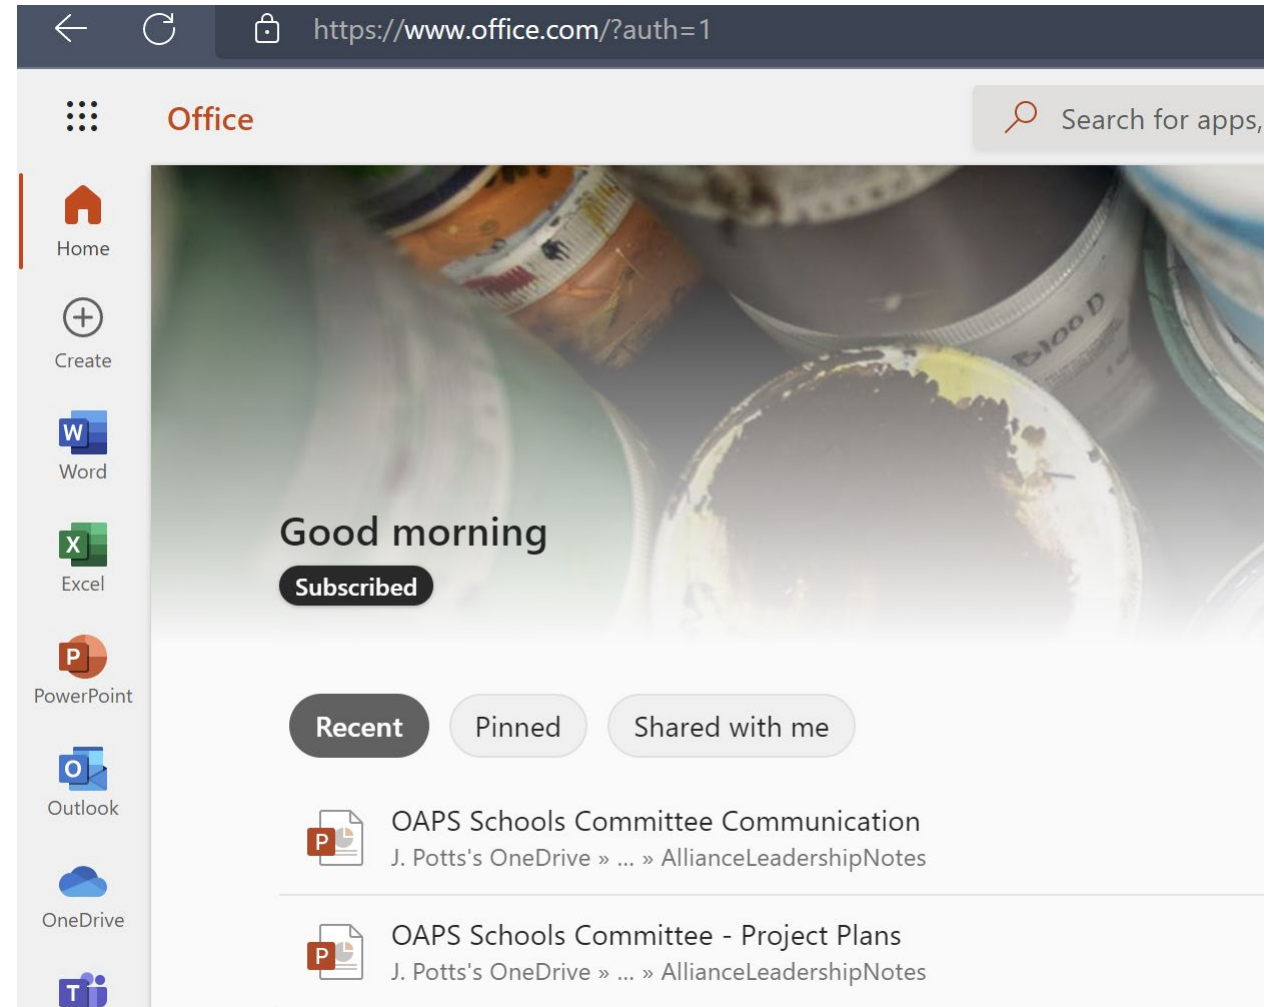 https://www.office.com/?auth=1
Office
Search for apps,
Home
Create
W
Word
X
Excel
P
PowerPoint
O
Outlook
OneDrive
T
B100 D
Good morning
Subscribed
Recent Pinned Shared with me
P
OAPS Schools Committee Communication
J. Potts's OneDrive » ... » AllianceLeadershipNotes
P
OAPS Schools Committee - Project Plans
J. Potts's OneDrive » ... » AllianceLeadershipNotes